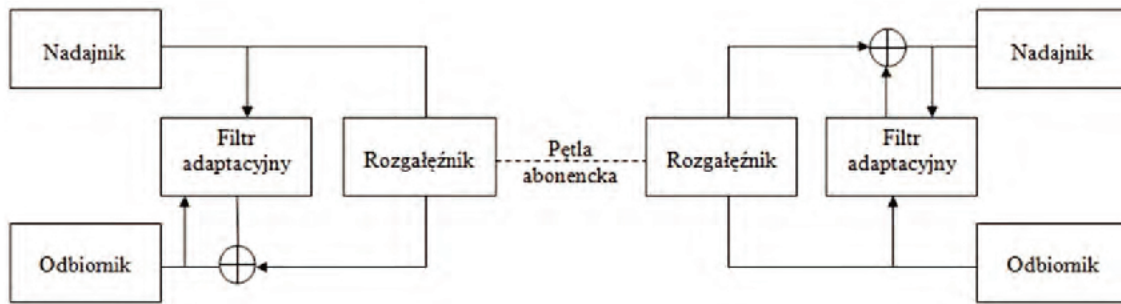 Nadajnik
Nadajnik
Filtr
adaptacyjny
Rozgałęźnik
Pętla
abonencka
Rozgałęźnik
Filtr
adaptacyjny
Odbiornik
Odbiornik